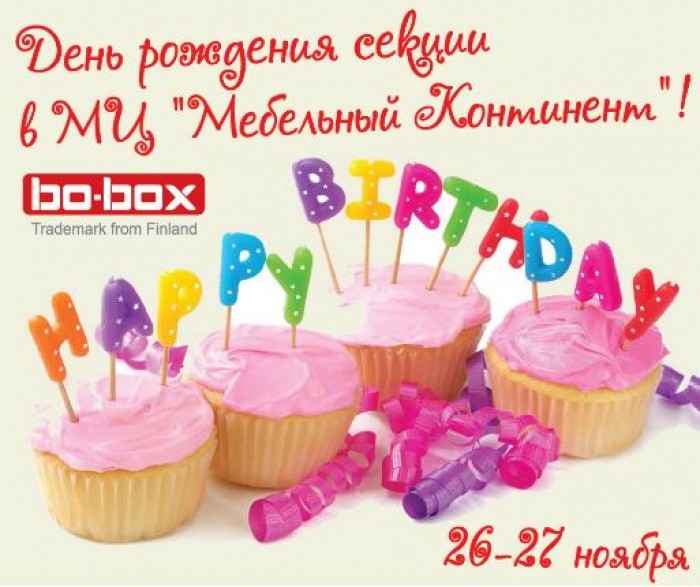 День рождения секции
в МЦ "Мебельный Континент"!
bo-box
Trademark from Finland
HAPPY
BIRTHDAY
26-27 ноября